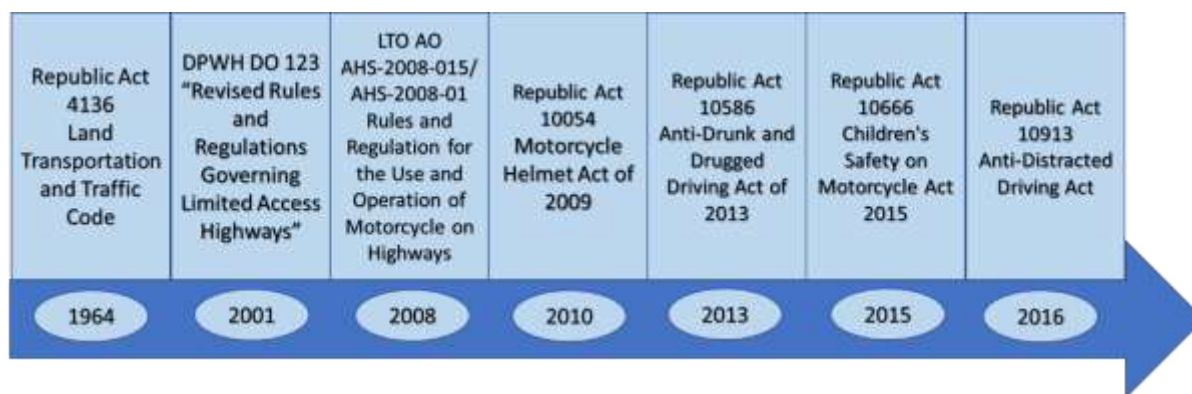 Republic Act
4136
Land
Transportation
and Traffic
Code
DPWH DO 123
“Revised Rules
and
Regulations
Governing
Limited Access
Highways”
LTO AO
AHS-2008-015/
AHS-2008-01
Rules and
Regulation for
the Use and
Operation of
Motorcycle on
Highways
Republic Act
10054
Motorcycle
Helmet Act of
2009
Republic Act
10586
Anti-Drunk and
Drugged
Driving Act of
2013
Republic Act
10666
Children's
Safety on
Motorcycle Act
2015
Republic Act
10913
Anti-Distracted
Driving Act
1964
2001
2008
2010
2013
2015
2016